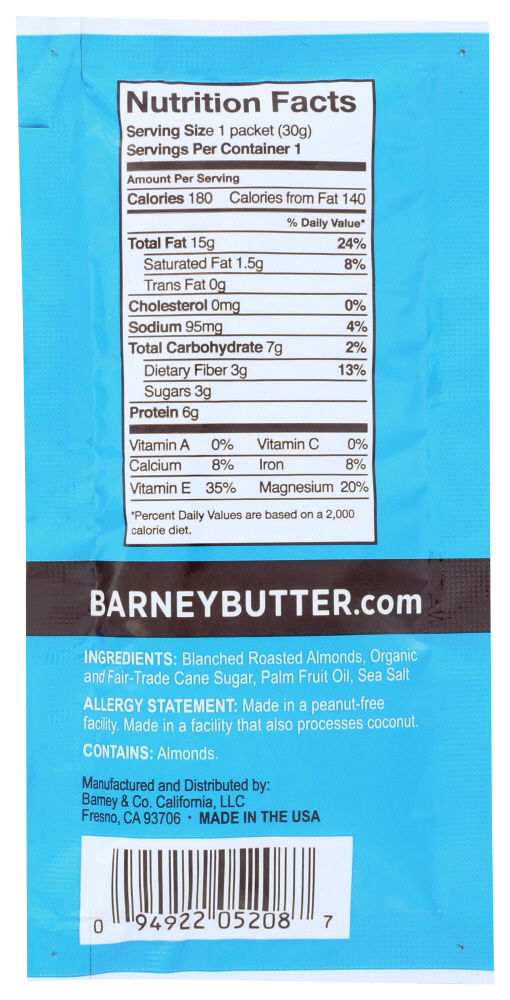 Nutrition Facts
Serving Size 1 packet (30g)
Servings Per Container 1
Amount Per Serving
Calories 180 Calories from Fat 140
% Daily Value*
Total Fat 15g 24%
Saturated Fat 1.5g 8%
Trans Fat 0g
Cholesterol 0mg 0%
Sodium 95mg 4%
Total Carbohydrate 7g 2%
Dietary Fiber 3g 13%
Sugars 3g
Protein 6g
Vitamin A 0% Vitamin C 0%
Calcium 8% Iron 8%
Vitamin E 35% Magnesium 20%
*Percent Daily Values are based on a 2,000
calorie diet.
BARNEYBUTTER.com
INGREDIENTS: Blanched Roasted Almonds, Organic
and Fair-Trade Cane Sugar, Palm Fruit Oil, Sea Salt
ALLERGY STATEMENT: Made in a peanut-free
facility. Made in a facility that also processes coconut.
CONTAINS: Almonds.
Manufactured and Distributed by:
Barney & Co. California, LLC
Fresno, CA 93706 • MADE IN THE USA
0 94922 05208 7